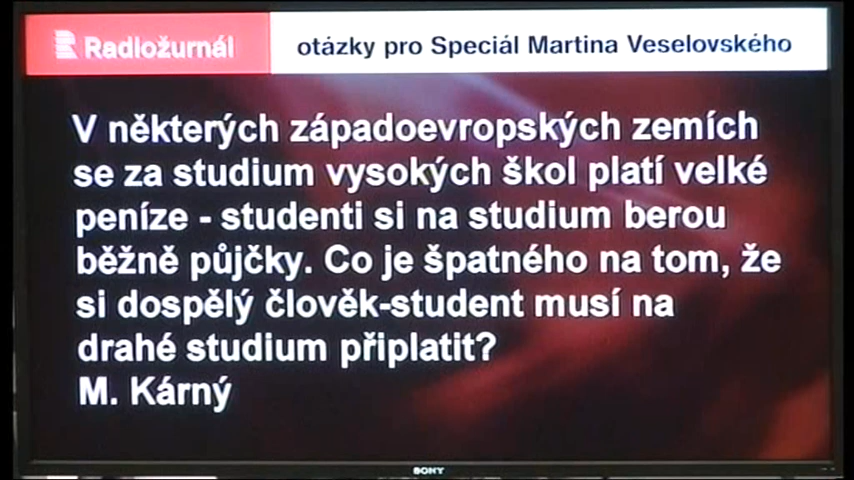 Radiožurnál
otázky pro Speciál Martina Veselovského
V některých západoevropských zemích
se za studium vysokých škol platí velké
peníze - studenti si na studium berou
běžně půjčky. Co je špatného na tom, že
si dospělý člověk-student musí na
drahé studium připlatit?
M. Kárný
SONY